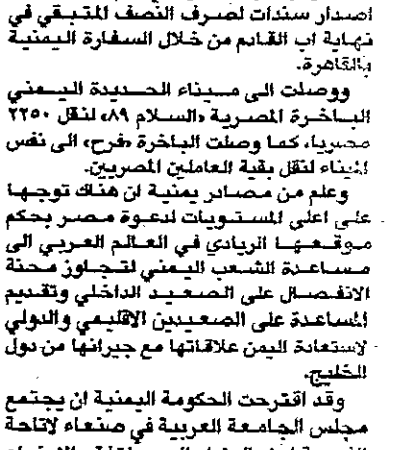 اصدار سندات لصرف النصف المتبقي في
نهاية اب القادم من خلال السفارة اليمنية
بالقاهرة.
ووصلت الى ميناء الحديدة اليمني
الباخرة المصرية «السلام ٨٩» لنقل ٢٢٥٠
مصريا، كما وصلت الباخرة «فرح» الى نفس
الميناء لنقل بقية العاملين المصريين.
وعلم من مصادر يمنية ان هناك توجها
على اعلى المستويات لدعوة مصر بحكم
موقعها الريادي في العالم العربي الى
مساعدة الشعب اليمني لتجاوز محنة
الانفصال على الصعيد الداخلي وتقديم
المساعدة على الصعيدين الاقليمي والدولي
لاستعادة اليمن علاقاتها مع جيرانها من دول
الخليج.
وقد اقترحت الحكومة اليمنية ان يجتمع
مجلس الجامعة العربية في صنعاء لاتاحة